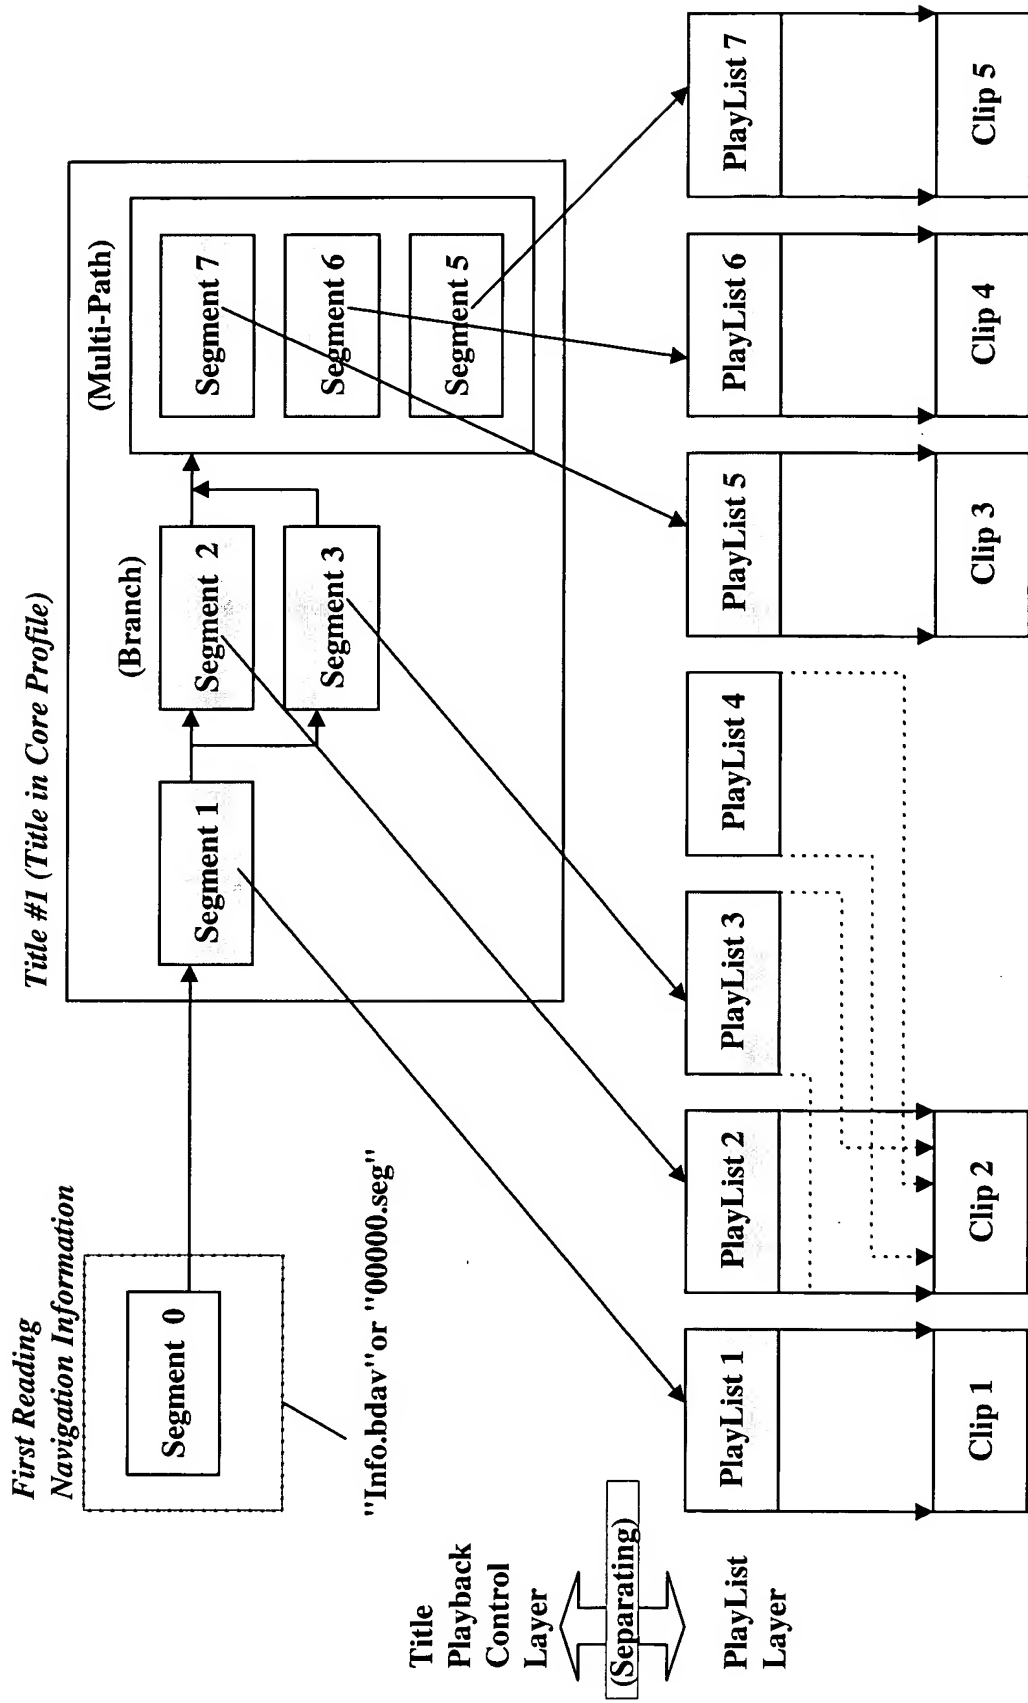 Title #1 (Title in Core Profile)
First Reading
Navigation Information
Segment 0
"Info.bdav"or "00000.seg"
Segment 1
(Branch)
Segment 2
Segment 3
(Multi-Path)
Segment 7
Segment 6
Segment 5
Title
Playback
Control
Layer
(Separating)
PlayList
Layer
PlayList 1
PlayList 2
PlayList 3
PlayList 4
PlayList 5
PlayList 6
PlayList 7
Clip 1
Clip 2
Clip 3
Clip 4
Clip 5